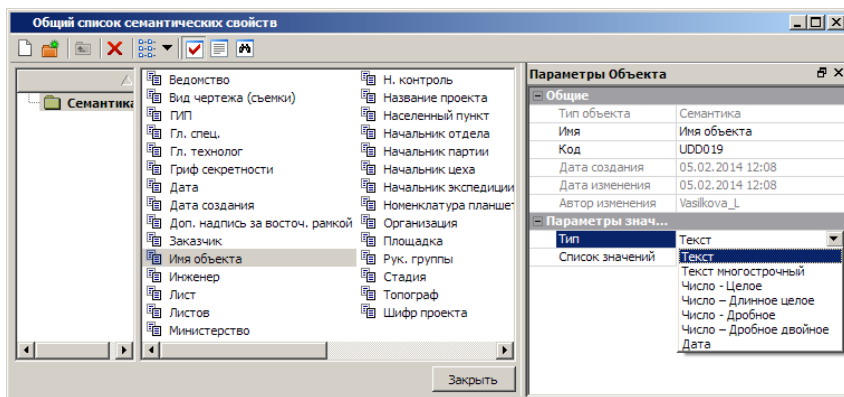 Общий список семантических свойств
Семантик
Ведомство
Вид чертежа (съемки)
ГИП
Гл. спец.
Гл. технолог
Гриф секретности
Дата
Дата создания
Доп. надпись за восточ. рамкой
Заказчик
Имя объекта
Инженер
Лист
Листов
Министерство
Н. контроль
Название проекта
Населенный пункт
Начальник отдела
Начальник партии
Начальник цеха
Начальник экспедиции
Номенклатура планшет
Организация
Площадка
Рук. группы
Стадия
Топограф
Шифр проекта
Закрыть
Параметры Объекта
Общие
Тип объекта Семантика
Имя Имя объекта
Код UDD019
Дата создания 05.02.2014 12:08
Дата изменения 05.02.2014 12:08
Автор изменения Vasilkova_L
Параметры знач...
Тип Текст
Список значений
Текст
Текст многострочный
Число - Целое
Число – Длинное целое
Число - Дробное
Число – Дробное двойное
Дата